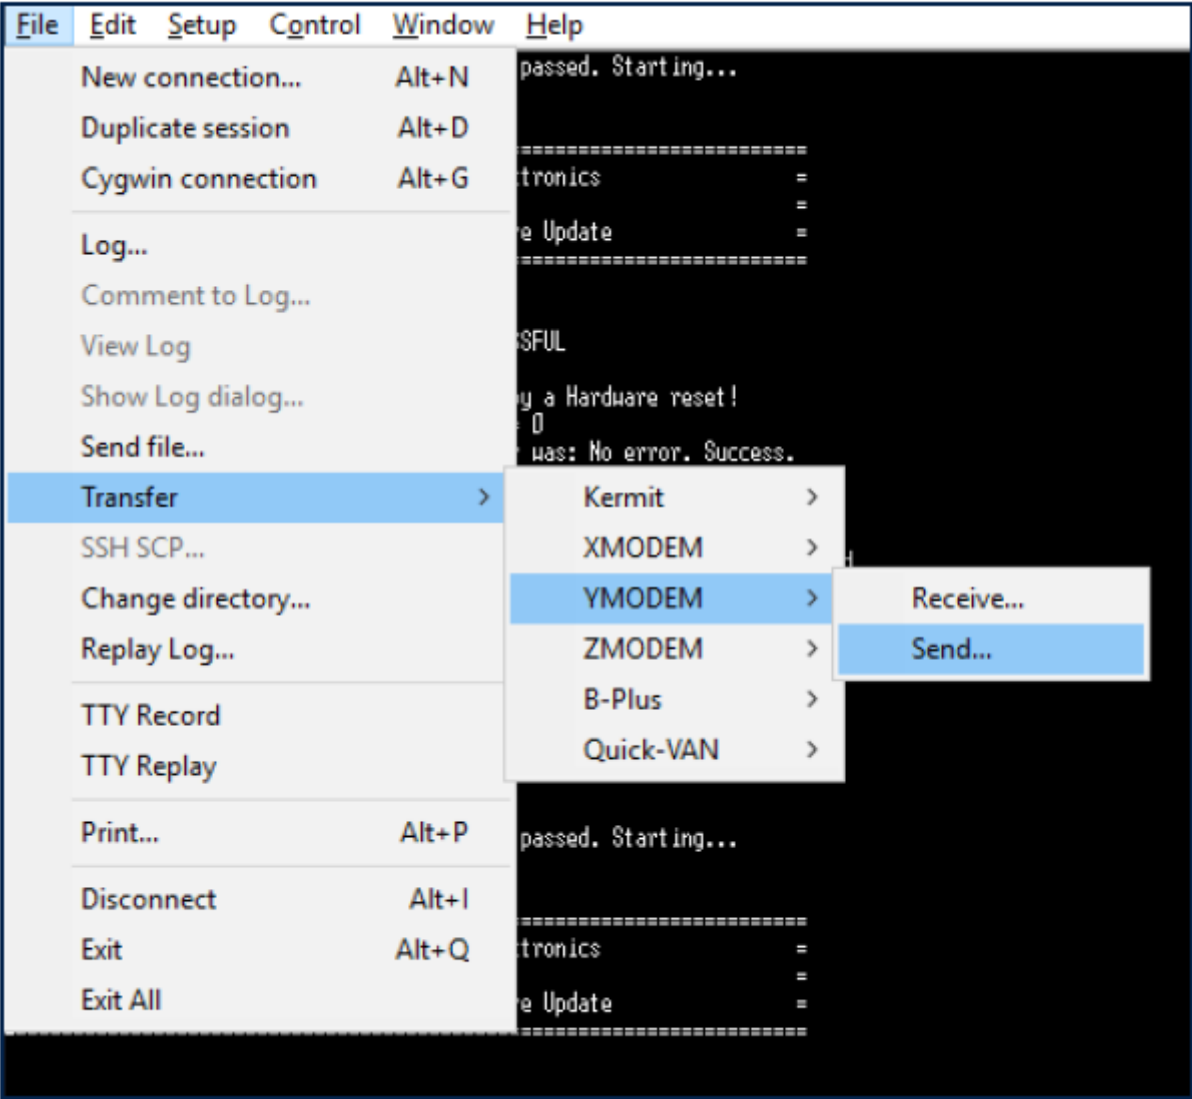 File Edit Setup Control Window Help
New connection... Alt+N
Duplicate session Alt+D
Cygwin connection Alt+G
Log...
Comment to Log...
View Log
Show Log dialog...
Send file...
Transfer >
SSH SCP...
Change directory...
Replay Log...
TTY Record
TTY Replay
Print... Alt+P
Disconnect Alt+I
Exit Alt+Q
Exit All
Kermit >
XMODEM >
YMODEM >
ZMODEM >
B-Plus >
Quick-VAN >
Receive...
Send...
passed. Starting...
==============================
tronics =
=
e Update =
==============================
SSFUL
y a Hardware reset!
= 0
was: No error. Success.
passed. Starting...
==============================
tronics =
=
e Update =
==============================